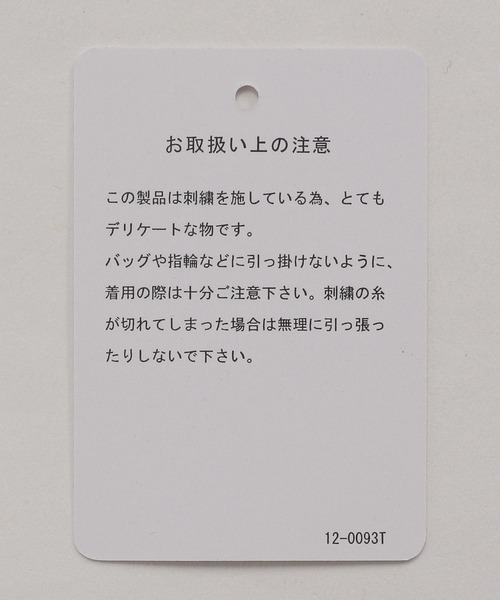 お取扱い上の注意
この製品は刺繍を施している為、とても
デリケートな物です。
バッグや指輪などに引っ掛けないように、
着用の際は十分ご注意下さい。刺繍の糸
が切れてしまった場合は無理に引っ張っ
たりしないで下さい。
12-0093T